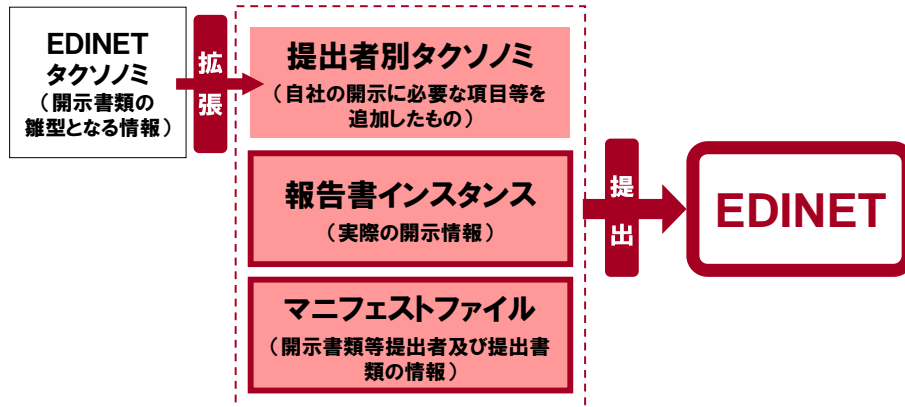 EDINET
タクソノミ
（開示書類の
雛型となる情報）
拡張
提出者別タクソノミ
（自社の開示に必要な項目等を
追加したもの）
報告書インスタンス
（実際の開示情報）
マニフェストファイル
（開示書類等提出者及び提出書
類の情報）
提出
EDINET